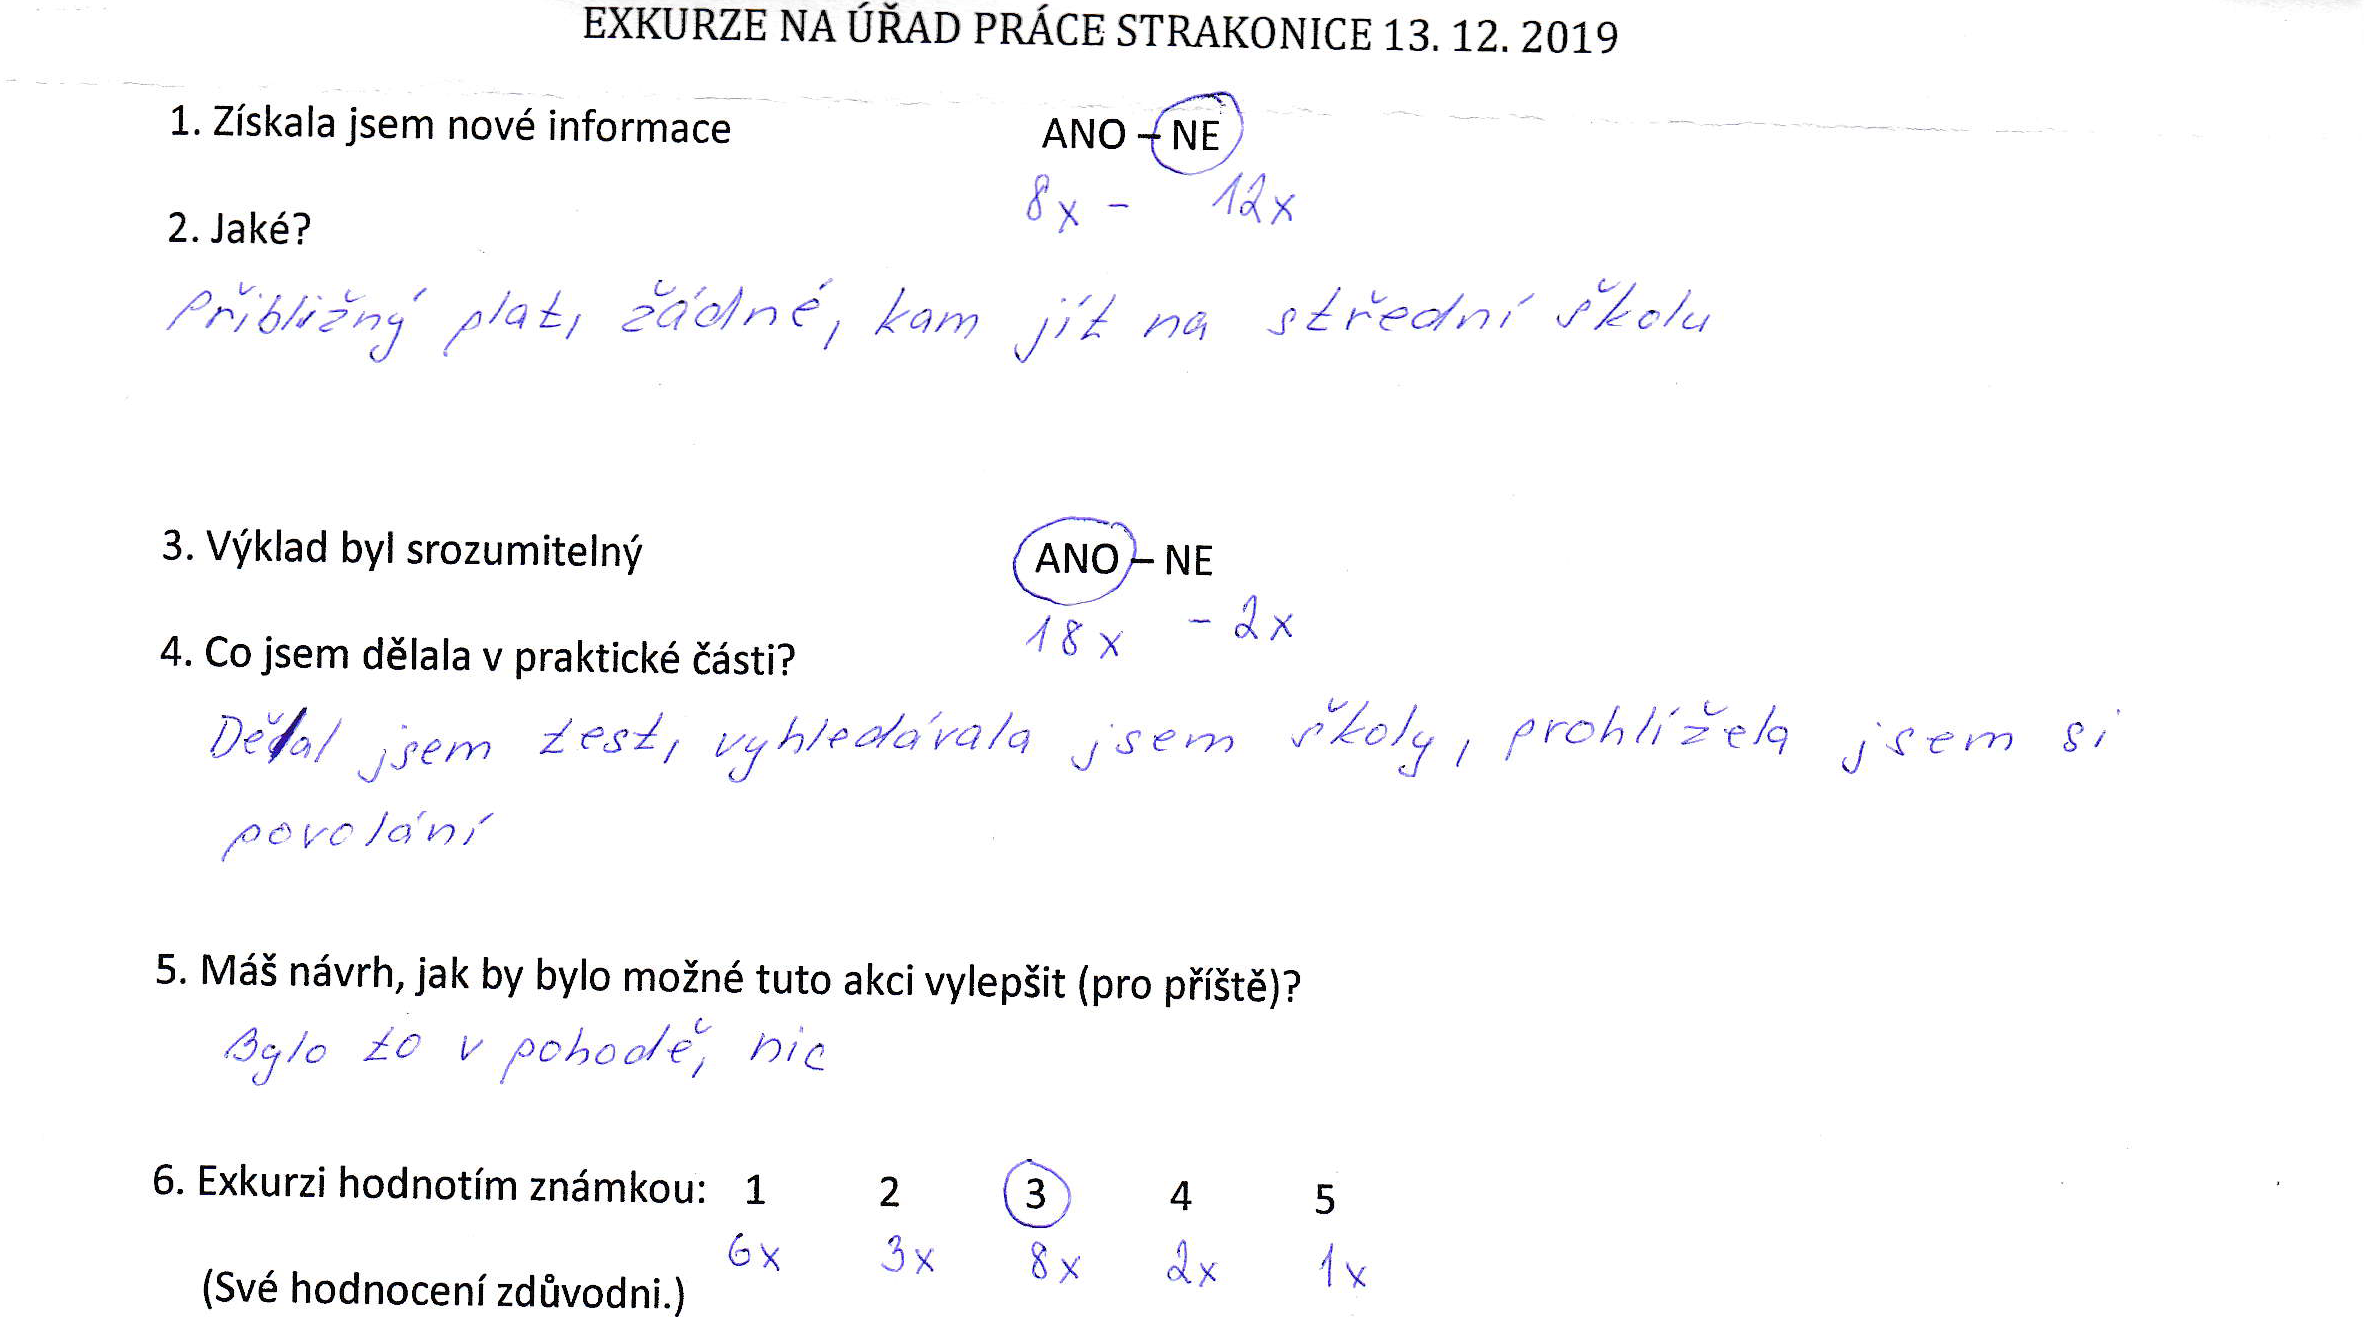 EXKURZE NA ÚŘAD PRÁCE STRAKONICE 13. 12. 2019
1. Získala jsem nové informace ANO – NE
8x – 12x
2. Jaké?
Přibližný plat, žádné, kam jít na střední školu
3. Výklad byl srozumitelný ANO – NE
18x – 2x
4. Co jsem dělala v praktické části?
Dělal jsem test, vyhledávala jsem školy, prohlížela jsem si
povolání
5. Máš návrh, jak by bylo možné tuto akci vylepšit (pro příště)?
Bylo to v pohodě, nic
6. Exkurzi hodnotím známkou: 1 2 3 4 5
6x 3x 8x 2x 1x
(Své hodnocení zdůvodni.)